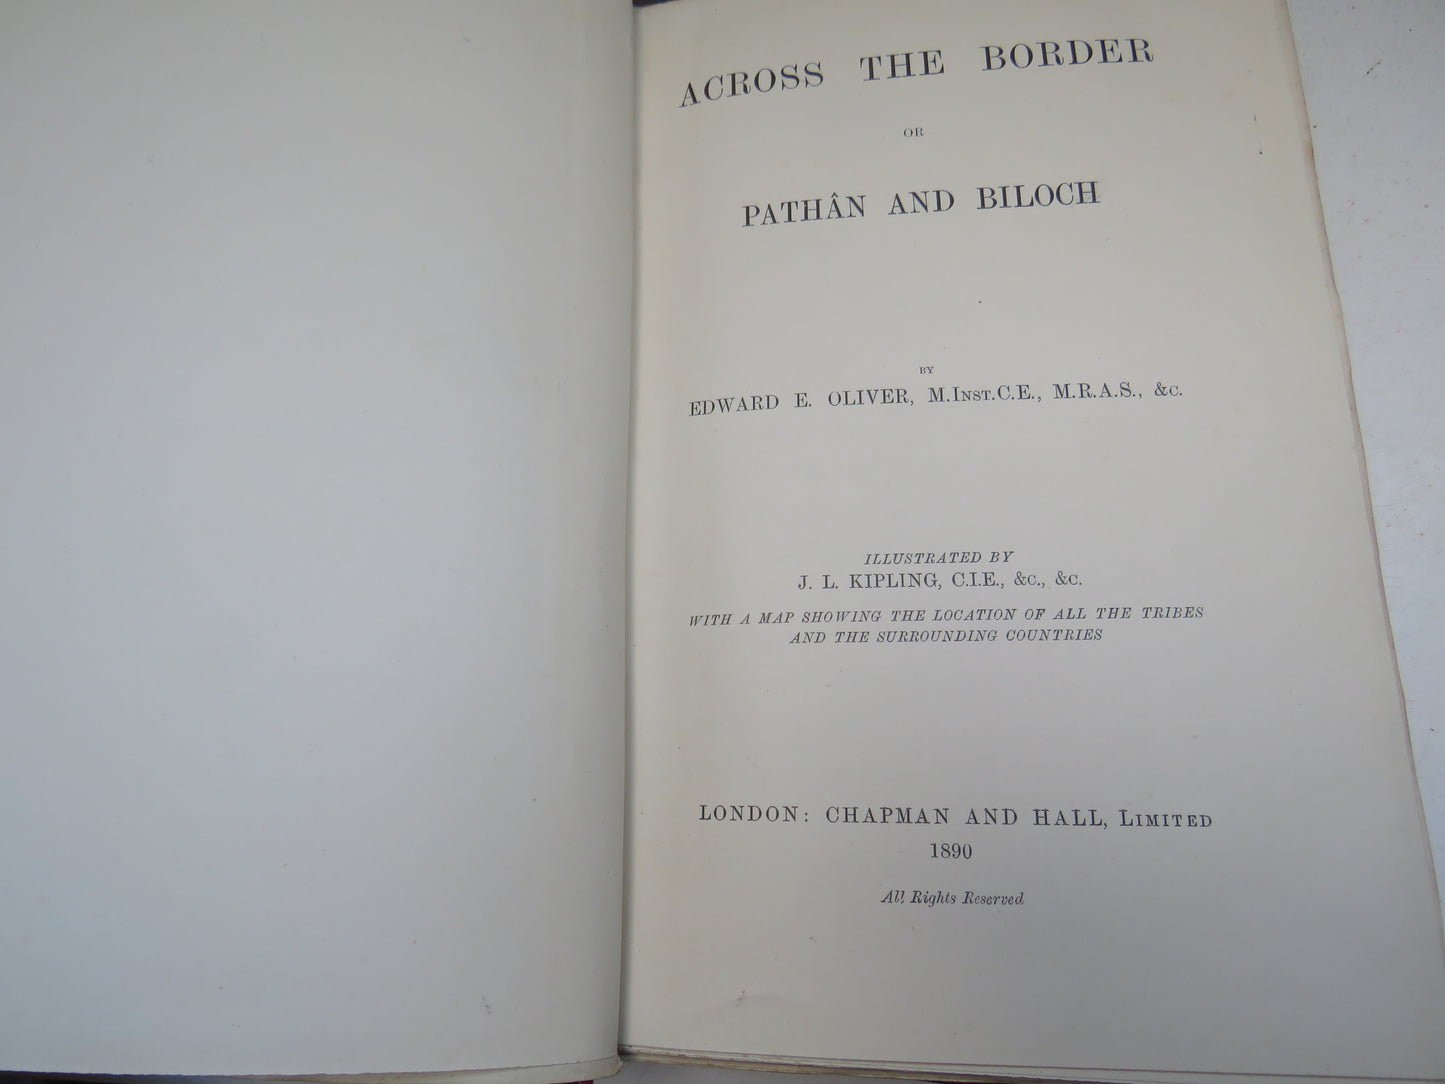 ACROSS THE BORDER
OR
PATHÂN AND BILOCH
BY
EDWARD E. OLIVER, M.INST.C.E., M.R.A.S., &c.
ILLUSTRATED BY
J. L. KIPLING, C.I.E., &c., &c.
WITH A MAP SHOWING THE LOCATION OF ALL THE TRIBES
AND THE SURROUNDING COUNTRIES
LONDON: CHAPMAN AND HALL, LIMITED
1890
All Rights Reserved